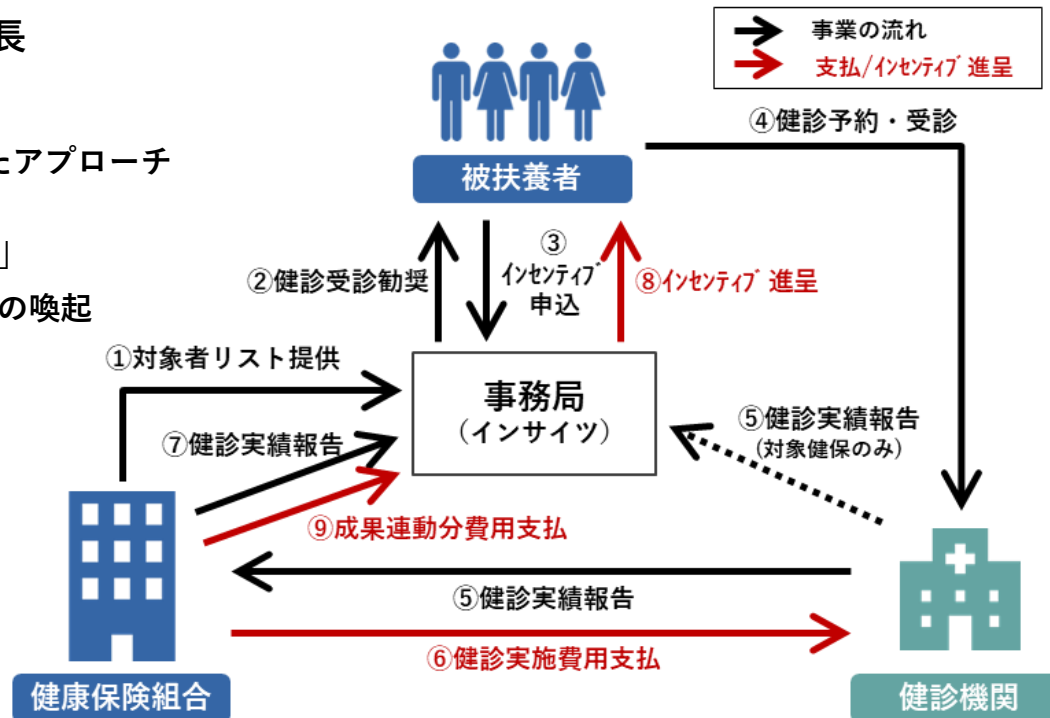 長
事業の流れ
支払/インセンティブ進呈
④健診予約・受診
たアプローチ
被扶養者
」
②健診受診勧奨
③
インセンティブ
申込
⑧インセンティブ進呈
の喚起
①対象者リスト提供
事務局
（インサイツ）
⑤健診実績報告
(対象健保のみ)
⑦健診実績報告
⑨成果連動分費用支払
⑤健診実績報告
⑥健診実施費用支払
健康保険組合
健診機関